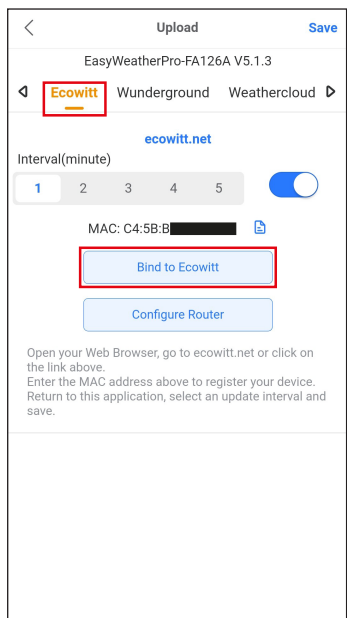 Upload
Save
EasyWeatherPro-FA126A V5.1.3
Ecowitt Wunderground Weathercloud
ecowitt.net
Interval(minute)
1 2 3 4 5
MAC: C4:5B:B
Bind to Ecowitt
Configure Router
Open your Web Browser, go to ecowitt.net or click on
the link above.
Enter the MAC address above to register your device.
Return to this application, select an update interval and
save.